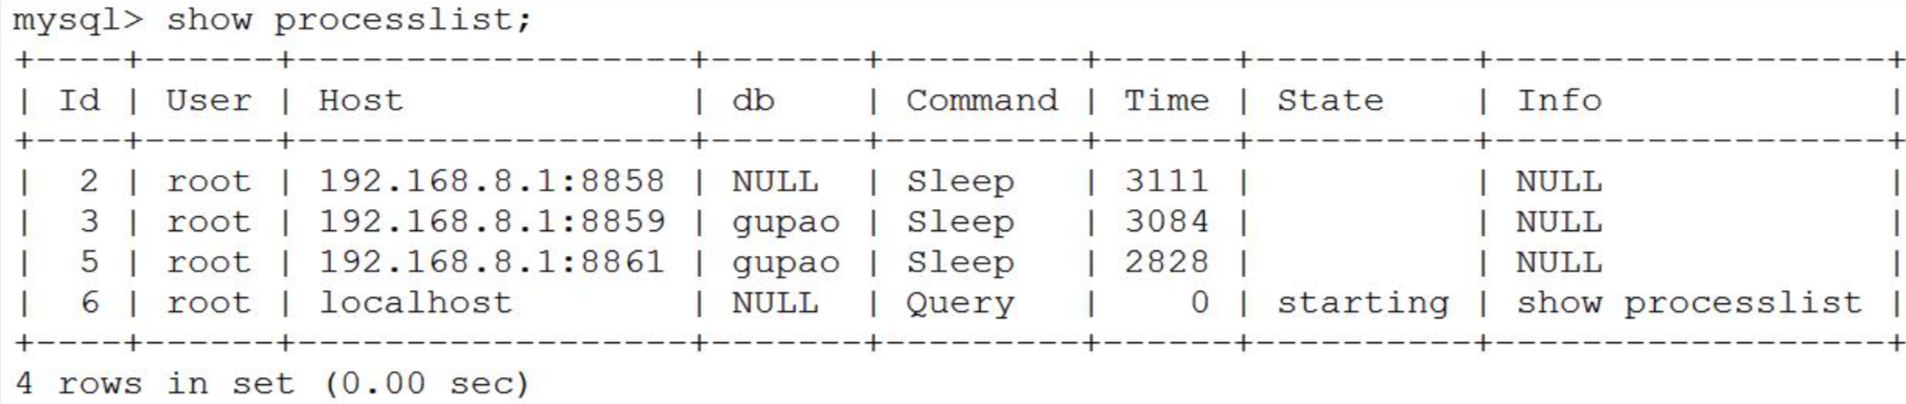 mysql> show processlist;
+----+------+------------------+-------+---------+------+----------+------------------+
| Id | User | Host             | db    | Command | Time | State    | Info             |
+----+------+------------------+-------+---------+------+----------+------------------+
|  2 | root | 192.168.8.1:8858 | NULL  | Sleep   | 3111 |          | NULL             |
|  3 | root | 192.168.8.1:8859 | gupao | Sleep   | 3084 |          | NULL             |
|  5 | root | 192.168.8.1:8861 | gupao | Sleep   | 2828 |          | NULL             |
|  6 | root | localhost        | NULL  | Query   |    0 | starting | show processlist |
+----+------+------------------+-------+---------+------+----------+------------------+
4 rows in set (0.00 sec)